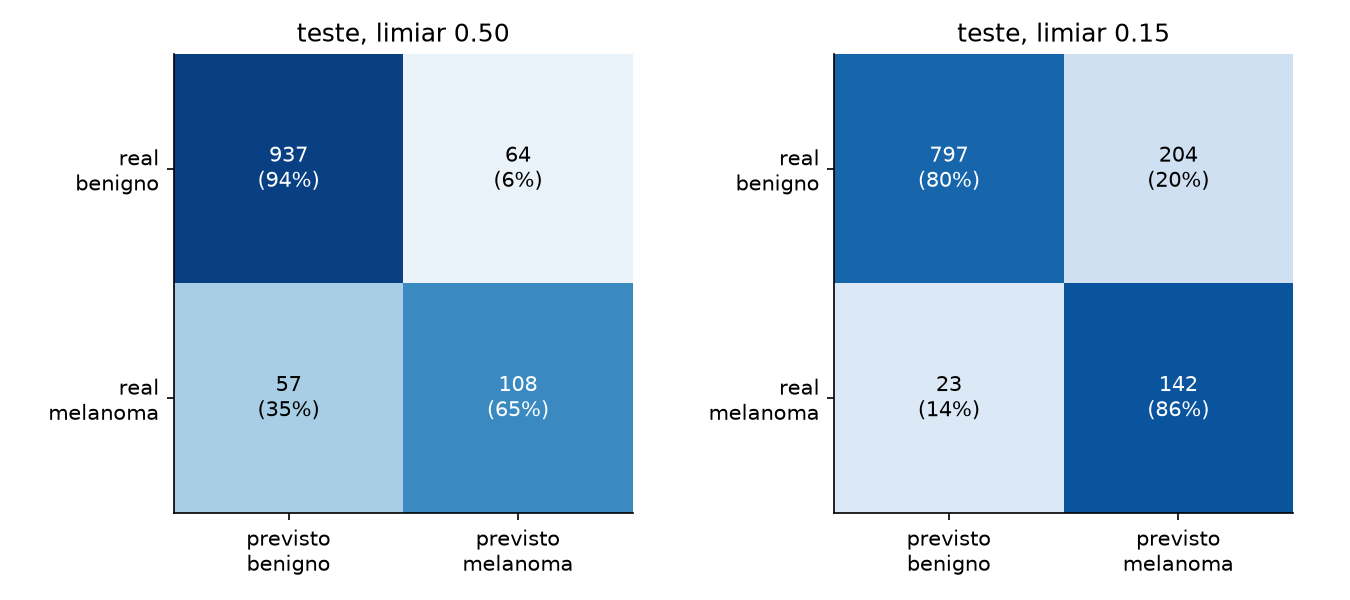 teste, limiar 0.50
real
benigno
937
(94%)
64
(6%)
real
melanoma
57
(35%)
108
(65%)
previsto
benigno
previsto
melanoma
teste, limiar 0.15
real
benigno
797
(80%)
204
(20%)
real
melanoma
23
(14%)
142
(86%)
previsto
benigno
previsto
melanoma